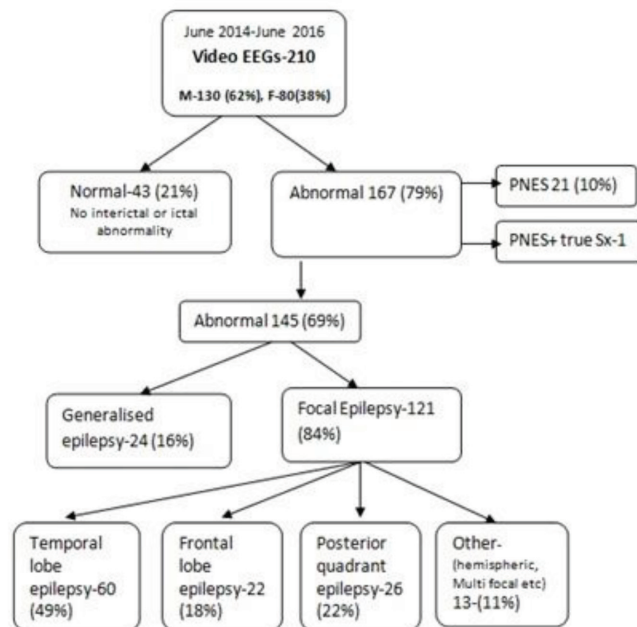 June 2014-June 2016
Video EEGs-210
M-130 (62%), F-80(38%)
Normal-43 (21%)
No interictal or ictal
abnormality
Abnormal 167 (79%)
PNES 21 (10%)
PNES+ true Sx-1
Abnormal 145 (69%)
Generalised
epilepsy-24 (16%)
Focal Epilepsy-121
(84%)
Temporal
lobe
epilepsy-60
(49%)
Frontal
lobe
epilepsy-22
(18%)
Posterior
quadrant
epilepsy-26
(22%)
Other-
(hemispheric,
Multi focal etc)
13-(11%)